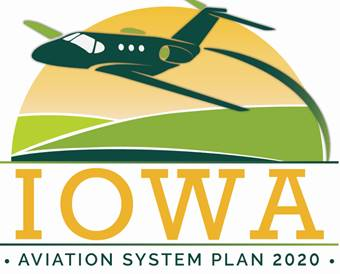 IOWA
• AVIATION SYSTEM PLAN 2020 •